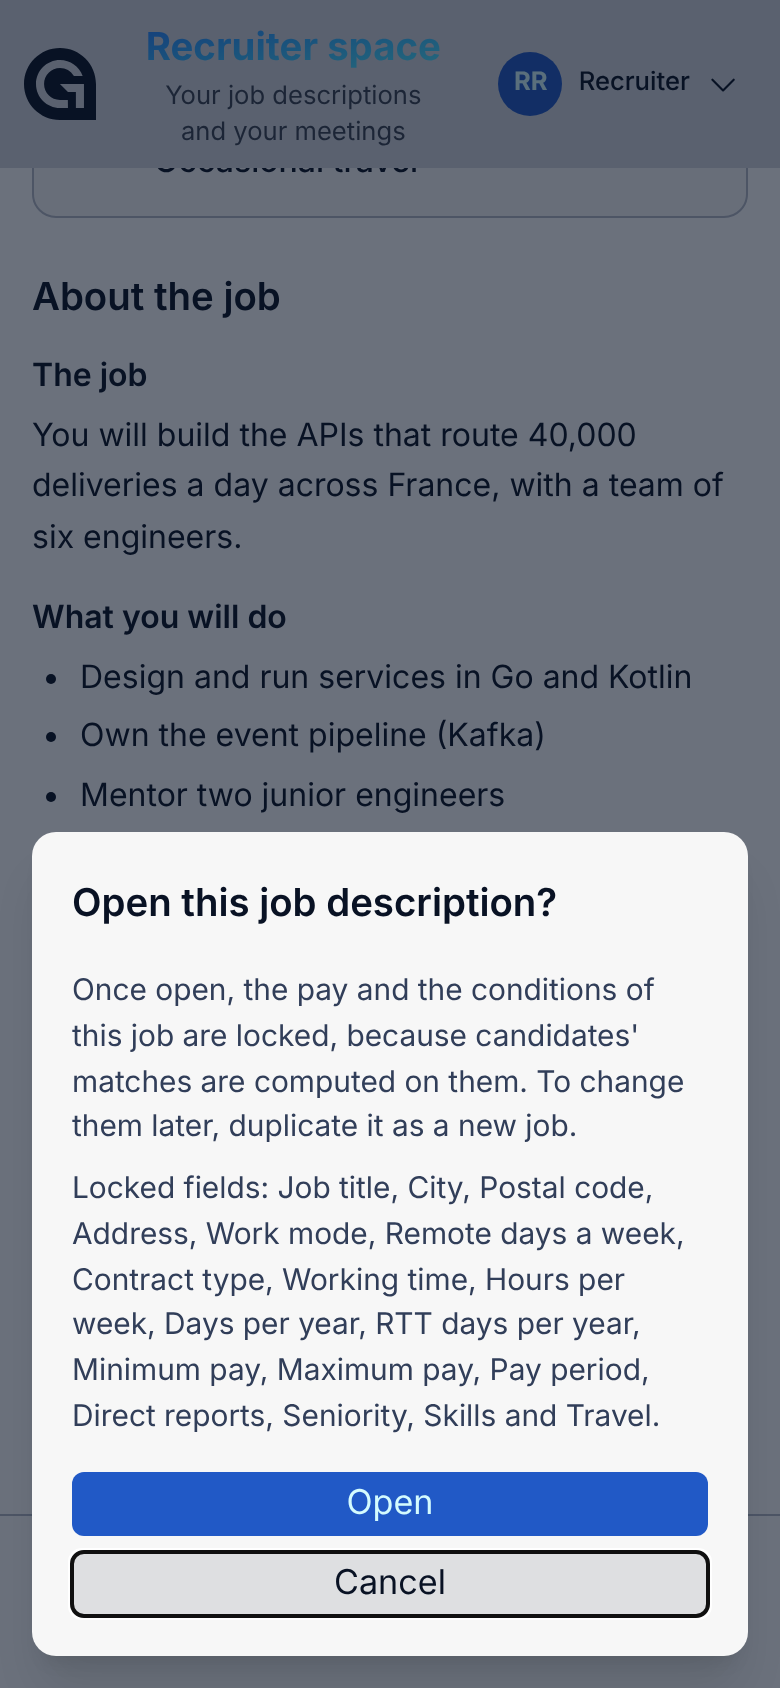 Recruiter space
Your job descriptions
and your meetings
RR
Recruiter
Occasional travel
About the job
The job
You will build the APIs that route 40,000
deliveries a day across France, with a team of
six engineers.
What you will do
Design and run services in Go and Kotlin
Own the event pipeline (Kafka)
Mentor two junior engineers
Open this job description?
Once open, the pay and the conditions of
this job are locked, because candidates'
matches are computed on them. To change
them later, duplicate it as a new job.
Locked fields: Job title, City, Postal code,
Address, Work mode, Remote days a week,
Contract type, Working time, Hours per
week, Days per year, RTT days per year,
Minimum pay, Maximum pay, Pay period,
Direct reports, Seniority, Skills and Travel.
Open
Cancel